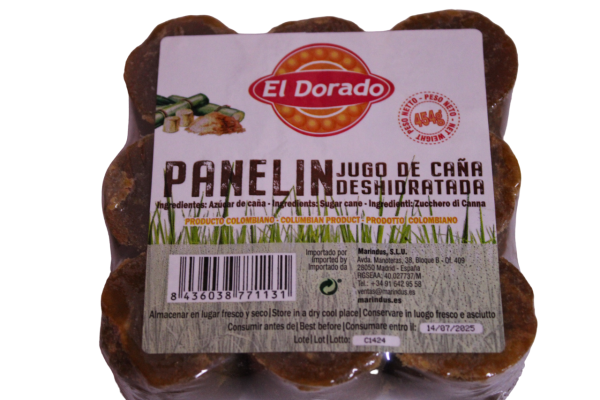 El Dorado
PESO NETTO - PESO NETO - NET WEIGHT
454g
PANELIN JUGO DE CAÑA
DESHIDRATADA
Ingredientes: Azúcar de caña - Ingredients: Sugar cane - Ingredienti: Zucchero di Canna
PRODUCTO COLOMBIANO - COLUMBIAN PRODUCT - PRODOTTO COLOMBIANO
Importado por
Imported by
Importato da
Marindus, S.L.U.
Avda. Manoteras, 38, Bloque B - Of. 409
28050 Madrid - España
RGSEAA: 40.027737/M
Tel.: +34 91 642 95 58
ventas@marindus.es
marindus.es
8 436038 771131
Almacenar en lugar fresco y seco|Store in a dry cool place|Conservare in luogo fresco e asciutto
Consumir antes de| Best before| Consumare entro il: 14/07/2025
Lote|Lot|Lotto: C1424